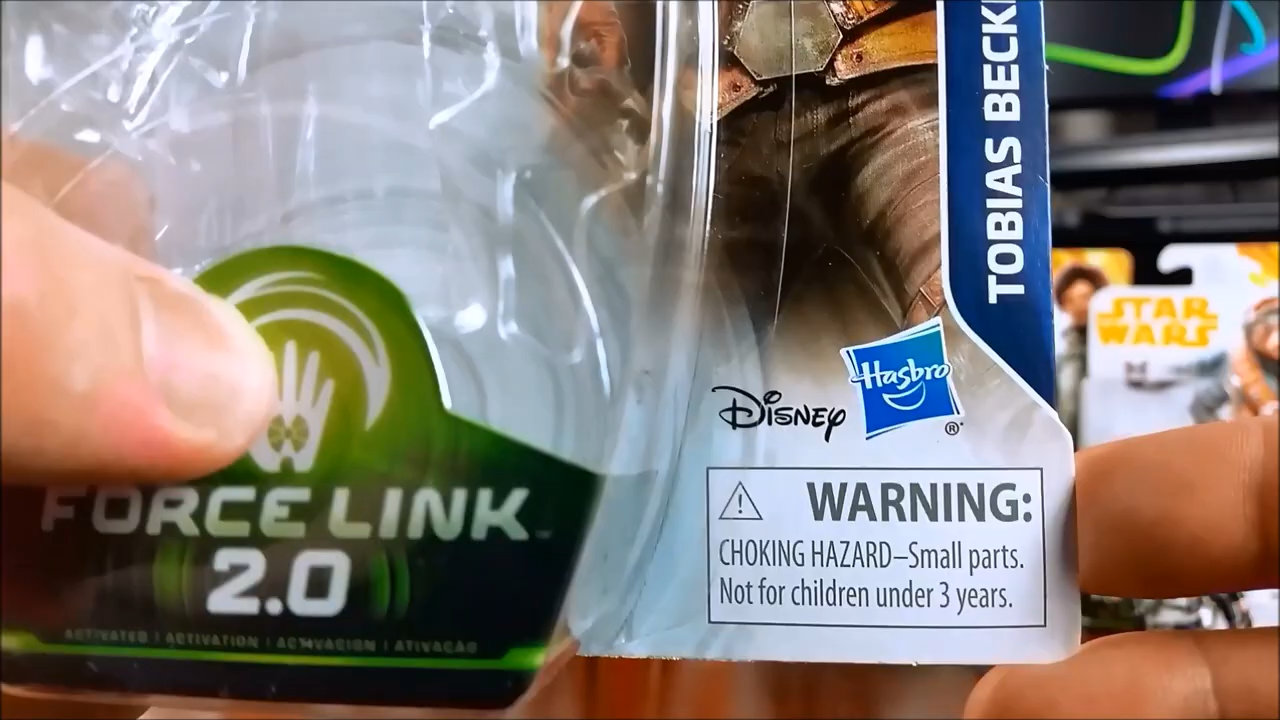 TOBIAS BECK
STAR
WARS
Hasbro
®
DISNEY
WARNING:
CHOKING HAZARD–Small parts.
Not for children under 3 years.
FORCE LINK
2.0
ACTIVATED | ACTIVATION | ACTIVACIÓN | ATIVAÇÃO